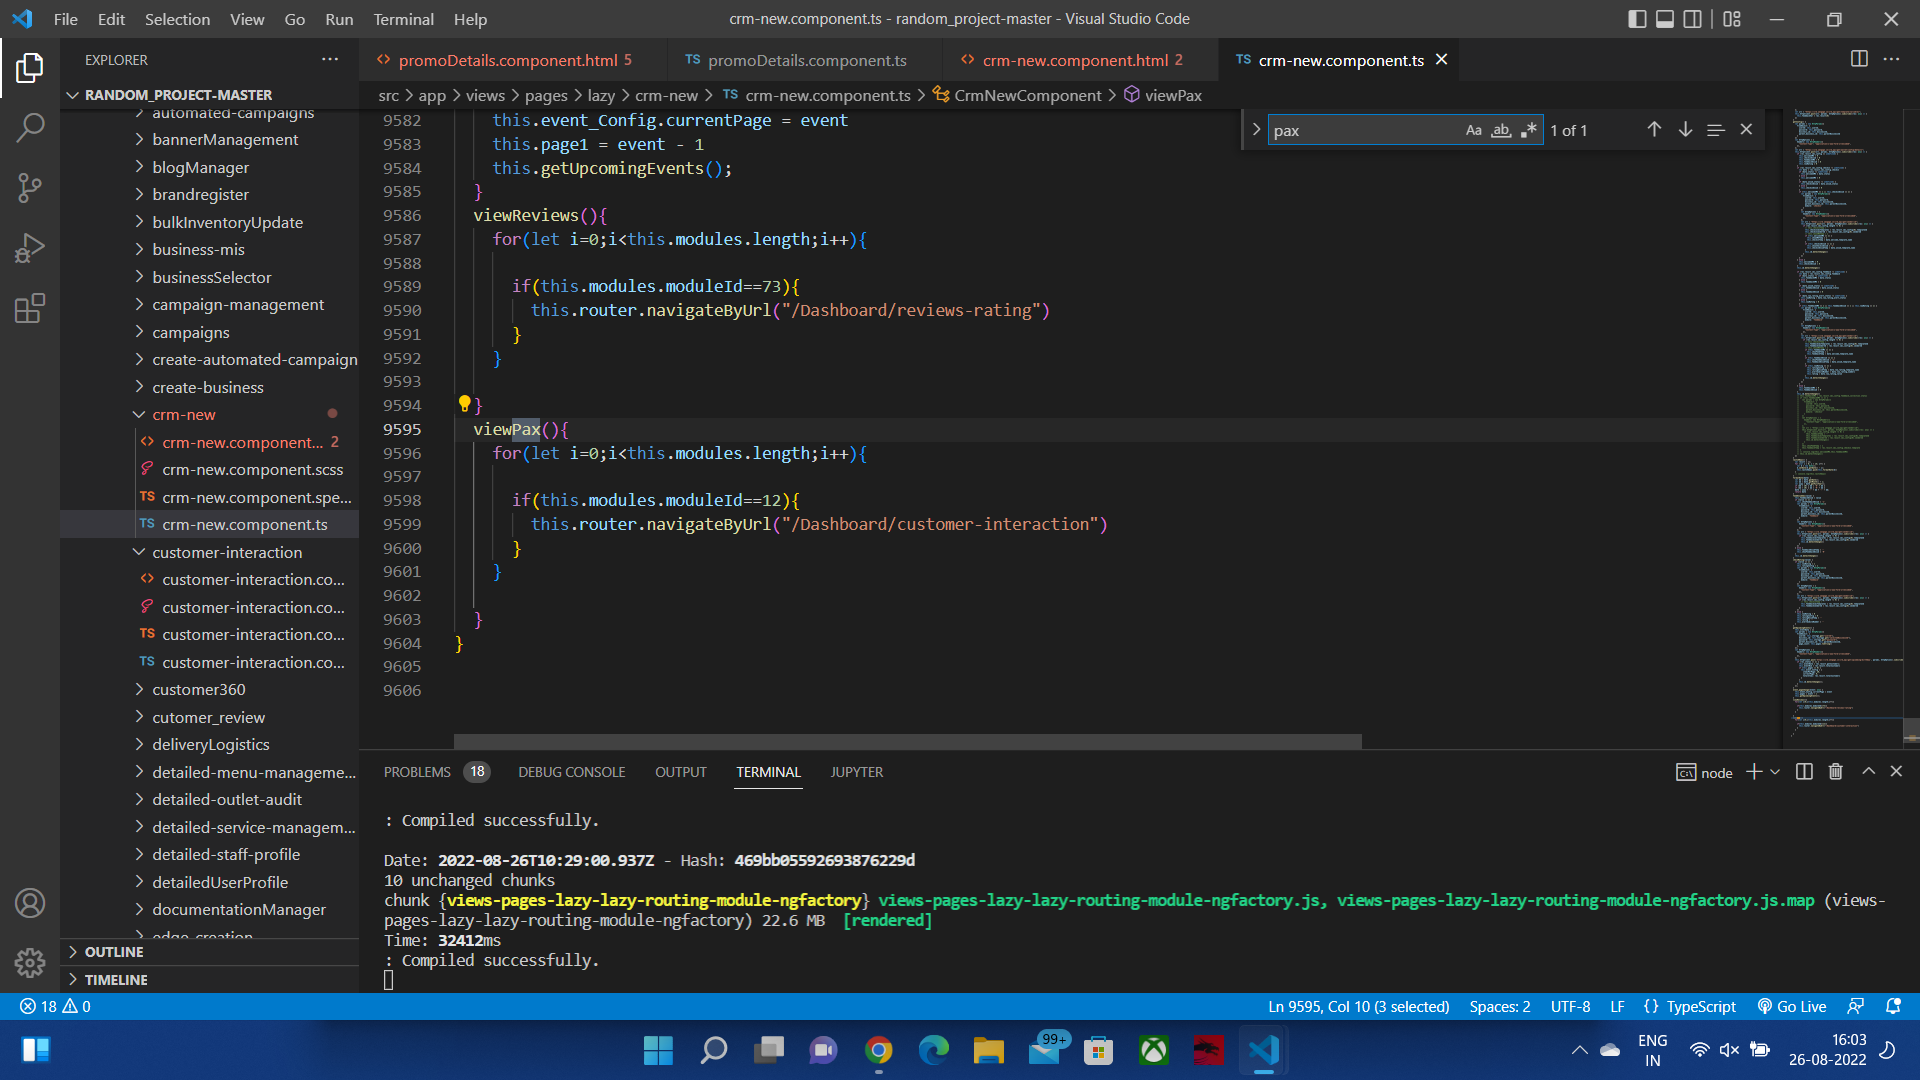 File Edit Selection View Go Run Terminal Help
crm-new.component.ts - random_project-master - Visual Studio Code
EXPLORER
RANDOM_PROJECT-MASTER
automated-campaigns
bannerManagement
blogManager
brandregister
bulkInventoryUpdate
business-mis
businessSelector
campaign-management
campaigns
create-automated-campaign
create-business
crm-new
crm-new.component... 2
crm-new.component.scss
TS crm-new.component.spe...
TS crm-new.component.ts
customer-interaction
customer-interaction.co...
customer-interaction.co...
TS customer-interaction.co...
TS customer-interaction.co...
customer360
cutomer_review
deliveryLogistics
detailed-menu-manageme...
detailed-outlet-audit
detailed-service-managem...
detailed-staff-profile
detailedUserProfile
documentationManager
edge-creation
OUTLINE
TIMELINE
promoDetails.component.html 5
TS promoDetails.component.ts
crm-new.component.html 2
TS crm-new.component.ts
src > app > views > pages > lazy > crm-new > TS crm-new.component.ts > CrmNewComponent > viewPax
pax Aa ab 1 of 1
9582 this.event_Config.currentPage = event
9583 this.page1 = event - 1
9584 this.getUpcomingEvents();
9585 }
9586 viewReviews(){
9587 for(let i=0;i<this.modules.length;i++){
9588
9589 if(this.modules.moduleId==73){
9590 this.router.navigateByUrl("/Dashboard/reviews-rating")
9591 }
9592 }
9593
9594 }
9595 viewPax(){
9596 for(let i=0;i<this.modules.length;i++){
9597
9598 if(this.modules.moduleId==12){
9599 this.router.navigateByUrl("/Dashboard/customer-interaction")
9600 }
9601 }
9602
9603 }
9604 }
9605
9606
PROBLEMS 18 DEBUG CONSOLE OUTPUT TERMINAL JUPYTER
node
: Compiled successfully.
Date: 2022-08-26T10:29:00.937Z - Hash: 469bb05592693876229d
10 unchanged chunks
chunk {views-pages-lazy-lazy-routing-module-ngfactory} views-pages-lazy-lazy-routing-module-ngfactory.js, views-pages-lazy-lazy-routing-module-ngfactory.js.map (views-
pages-lazy-lazy-routing-module-ngfactory) 22.6 MB [rendered]
Time: 32412ms
: Compiled successfully.
18 0
Ln 9595, Col 10 (3 selected) Spaces: 2 UTF-8 LF {} TypeScript Go Live
99+
ENG
IN
16:03
26-08-2022